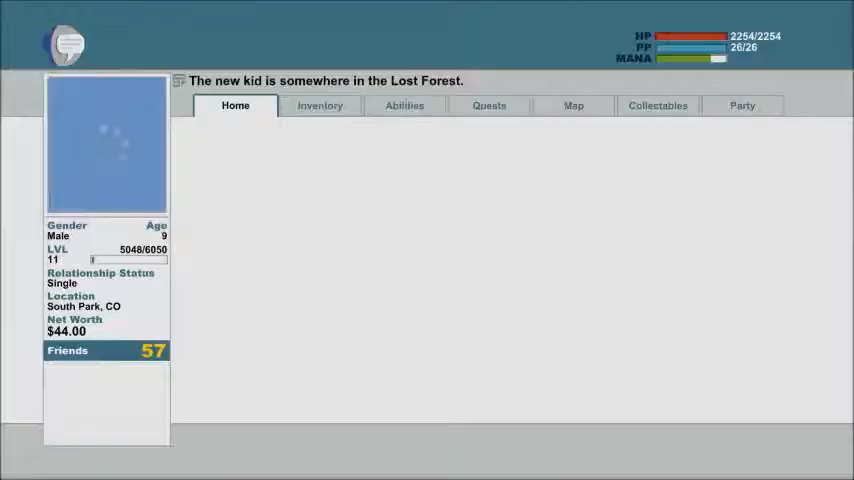 HP 2254/2254
PP 26/26
MANA
The new kid is somewhere in the Lost Forest.
Home Inventory Abilities Quests Map Collectables Party
Gender Age
Male 9
LVL 5048/6050
11
Relationship Status
Single
Location
South Park, CO
Net Worth
$44.00
Friends 57